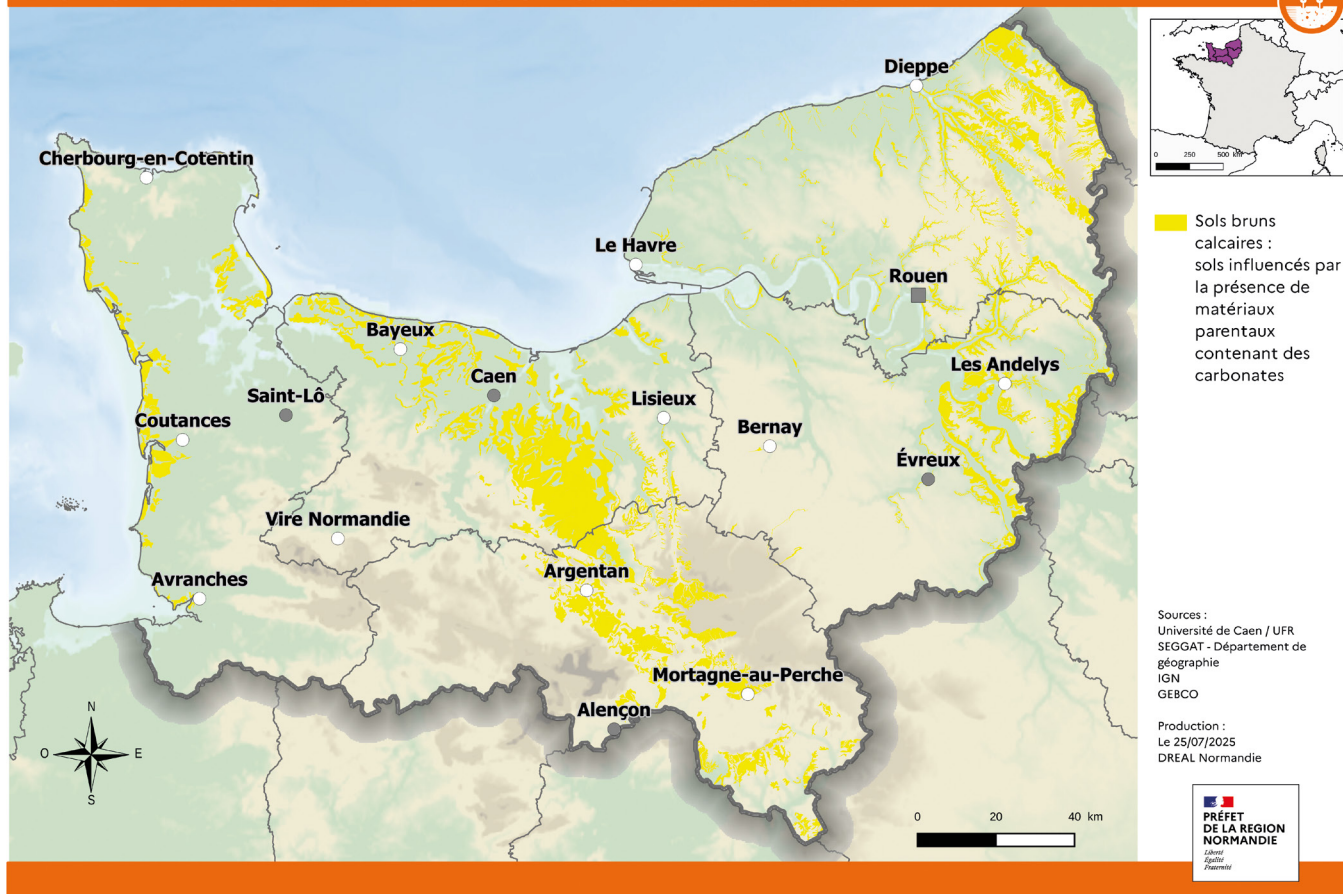 Dieppe
Cherbourg-en-Cotentin
Le Havre
Rouen
Bayeux
Les Andelys
Caen
Saint-Lô
Lisieux
Coutances
Bernay
Évreux
Vire Normandie
Argentan
Avranches
Mortagne-au-Perche
Alençon
N
O
E
S
0 20 40 km
0 250 500 km
Sols bruns
calcaires :
sols influencés par
la présence de
matériaux
parentaux
contenant des
carbonates
Sources :
Université de Caen / UFR
SEGGAT - Département de
géographie
IGN
GEBCO
Production :
Le 25/07/2025
DREAL Normandie
PRÉFET
DE LA REGION
NORMANDIE
Liberté
Égalité
Fraternité